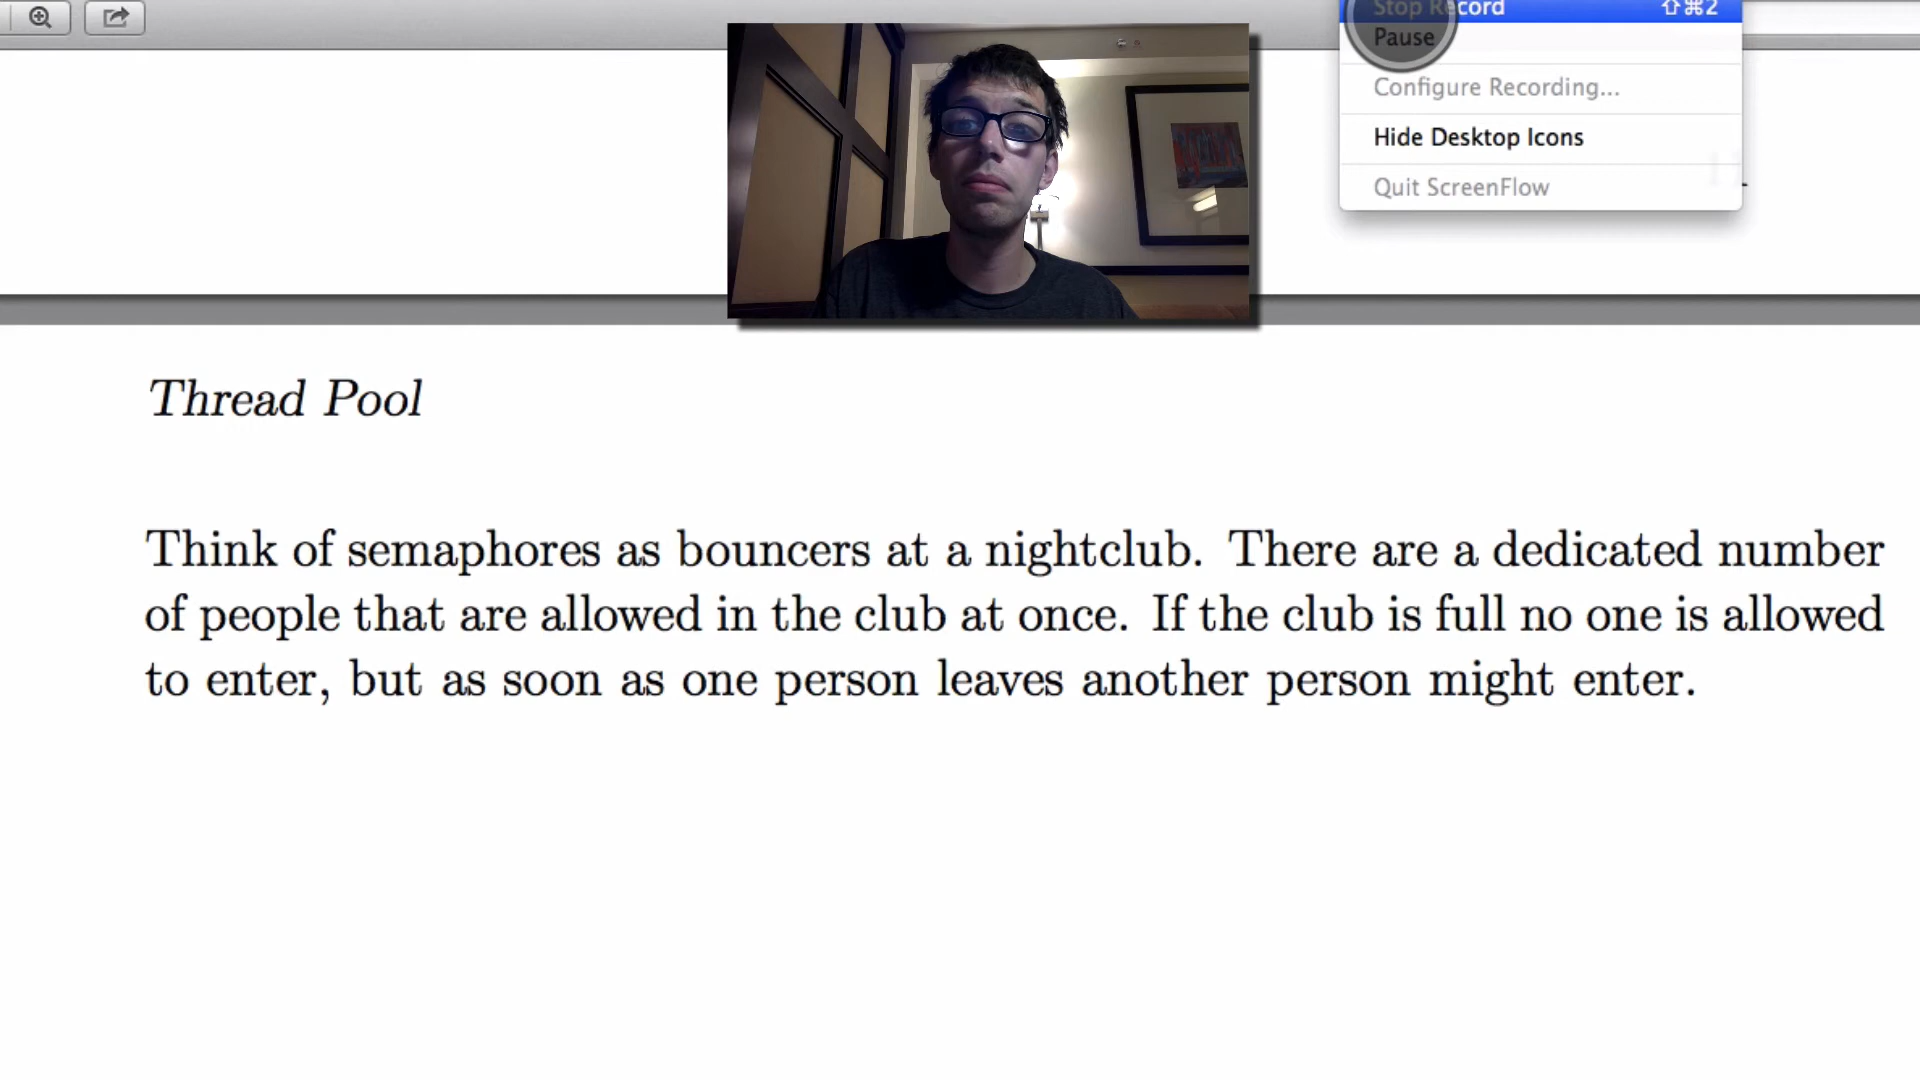 Stop Record ⇧⌘2
Pause
Configure Recording...
Hide Desktop Icons
Quit ScreenFlow
Thread Pool
Think of semaphores as bouncers at a nightclub. There are a dedicated number
of people that are allowed in the club at once. If the club is full no one is allowed
to enter, but as soon as one person leaves another person might enter.